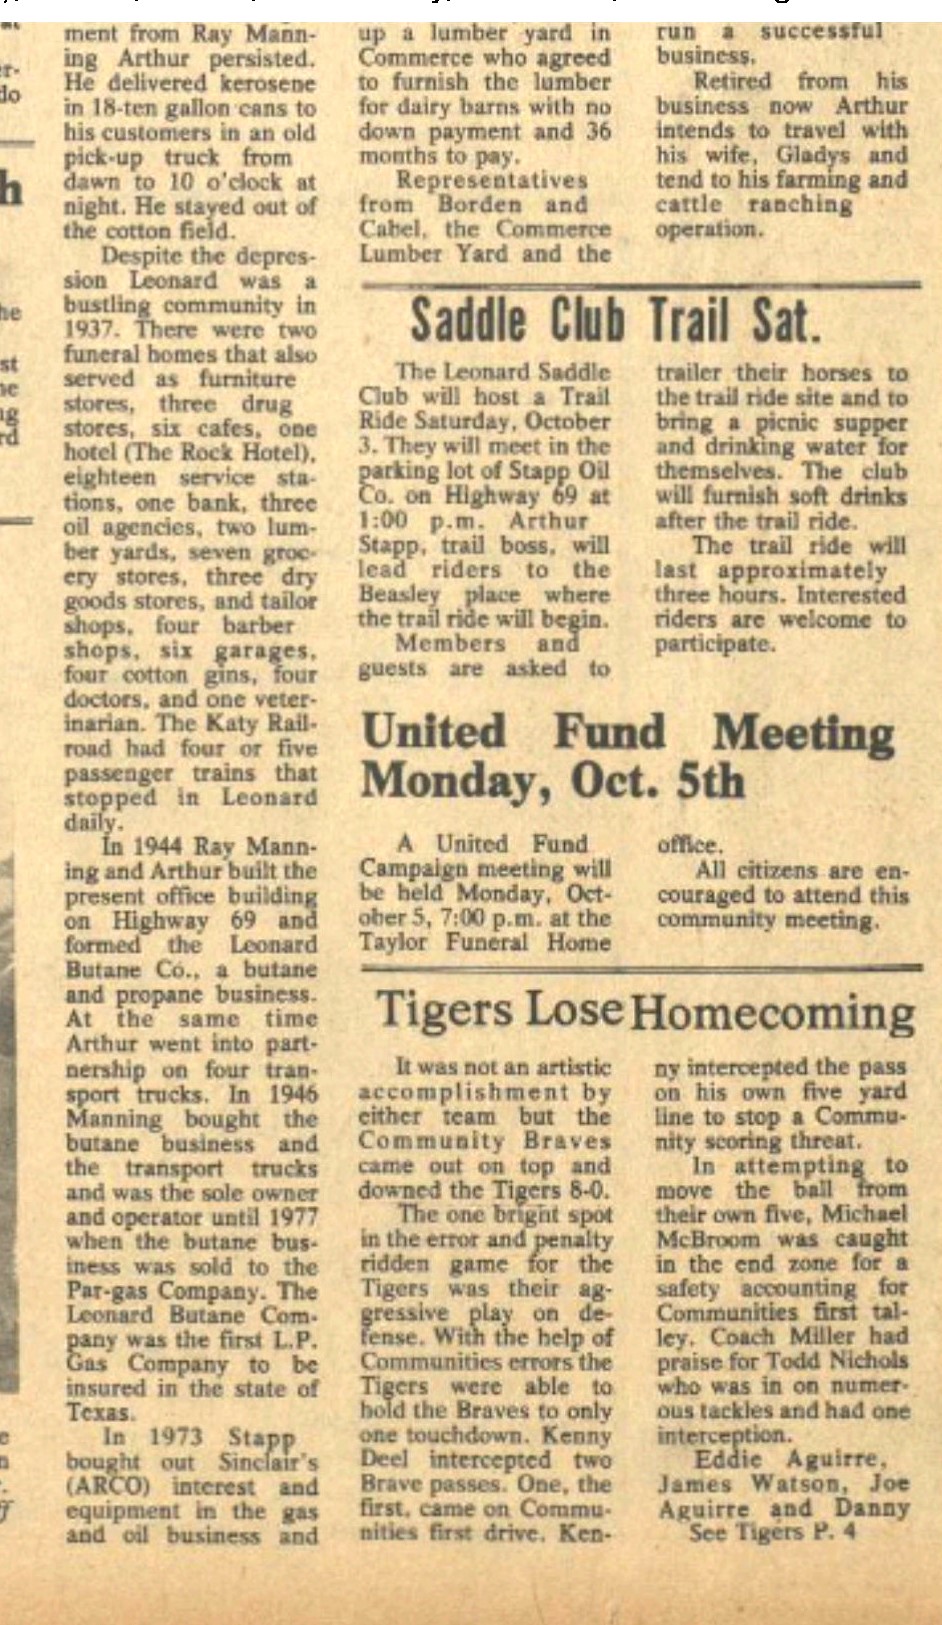 ment from Ray Mann-
ing Arthur persisted.
He delivered kerosene
in 18-ten gallon cans to
his customers in an old
pick-up truck from
dawn to 10 o'clock at
night. He stayed out of
the cotton field.
Despite the depres-
sion Leonard was a
bustling community in
1937. There were two
funeral homes that also
served as furniture
stores, three drug
stores, six cafes, one
hotel (The Rock Hotel),
eighteen service sta-
tions, one bank, three
oil agencies, two lum-
ber yards, seven groc-
ery stores, three dry
goods stores, and tailor
shops, four barber
shops, six garages,
four cotton gins, four
doctors, and one veter-
inarian. The Katy Rail-
road had four or five
passenger trains that
stopped in Leonard
daily.
In 1944 Ray Mann-
ing and Arthur built the
present office building
on Highway 69 and
formed the Leonard
Butane Co., a butane
and propane business.
At the same time
Arthur went into part-
nership on four tran-
sport trucks. In 1946
Manning bought the
butane business and
the transport trucks
and was the sole owner
and operator until 1977
when the butane bus-
iness was sold to the
Par-gas Company. The
Leonard Butane Com-
pany was the first L.P.
Gas Company to be
insured in the state of
Texas.
In 1973 Stapp
bought out Sinclair's
(ARCO) interest and
equipment in the gas
and oil business and
up a lumber yard in
Commerce who agreed
to furnish the lumber
for dairy barns with no
down payment and 36
months to pay.
Representatives
from Borden and
Cabel, the Commerce
Lumber Yard and the
run a successful
business.
Retired from his
business now Arthur
intends to travel with
his wife, Gladys and
tend to his farming and
cattle ranching
operation.
Saddle Club Trail Sat.
The Leonard Saddle
Club will host a Trail
Ride Saturday, October
3. They will meet in the
parking lot of Stapp Oil
Co. on Highway 69 at
1:00 p.m. Arthur
Stapp, trail boss, will
lead riders to the
Beasley place where
the trail ride will begin.
Members and
guests are asked to
trailer their horses to
the trail ride site and to
bring a picnic supper
and drinking water for
themselves. The club
will furnish soft drinks
after the trail ride.
The trail ride will
last approximately
three hours. Interested
riders are welcome to
participate.
United Fund Meeting
Monday, Oct. 5th
A United Fund
Campaign meeting will
be held Monday, Oct-
ober 5, 7:00 p.m. at the
Taylor Funeral Home
office.
All citizens are en-
couraged to attend this
community meeting.
Tigers Lose Homecoming
It was not an artistic
accomplishment by
either team but the
Community Braves
came out on top and
downed the Tigers 8-0.
The one bright spot
in the error and penalty
ridden game for the
Tigers was their ag-
gressive play on de-
fense. With the help of
Communities errors the
Tigers were able to
hold the Braves to only
one touchdown. Kenny
Deel intercepted two
Brave passes. One, the
first, came on Commu-
nities first drive. Ken-
ny intercepted the pass
on his own five yard
line to stop a Commu-
nity scoring threat.
In attempting to
move the ball from
their own five, Michael
McBroom was caught
in the end zone for a
safety accounting for
Communities first tal-
ley. Coach Miller had
praise for Todd Nichols
who was in on numer-
ous tackles and had one
interception.
Eddie Aguirre,
James Watson, Joe
Aguirre and Danny
See Tigers P. 4